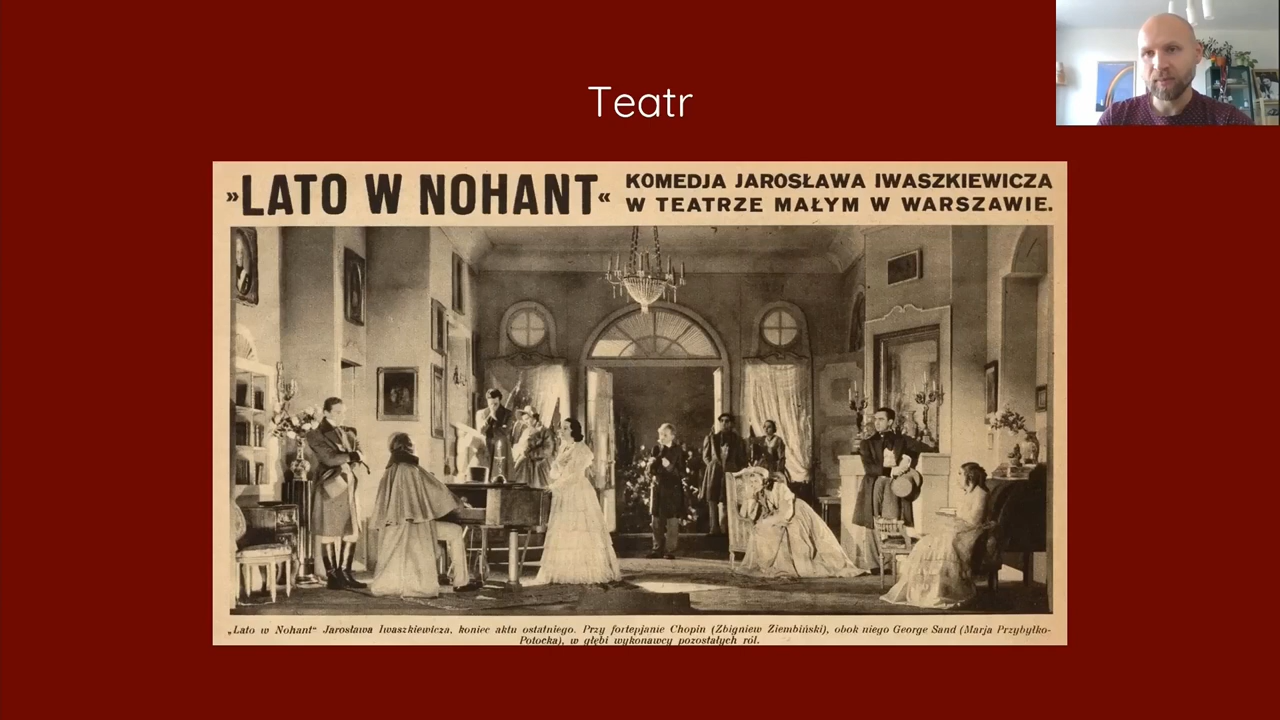 Teatr
»LATO W NOHANT«
KOMEDJA JAROSŁAWA IWASZKIEWICZA
W TEATRZE MAŁYM W WARSZAWIE.
„Lato w Nohant“ Jarosława Iwaszkiewicza, koniec aktu ostatniego. Przy fortepjanie Chopin (Zbigniew Ziembiński), obok niego George Sand (Marja Przybyłko-
Potocka), w głębi wykonawcy pozostałych ról.